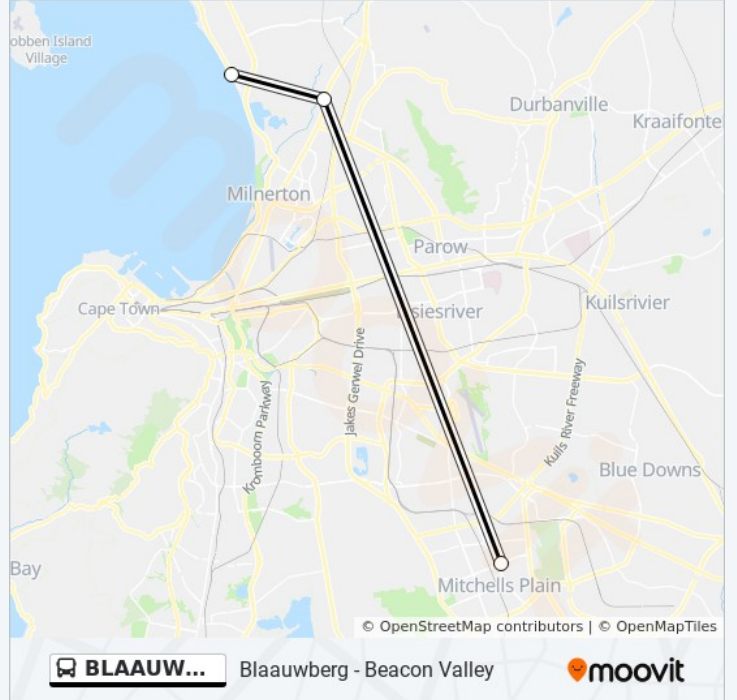 obben Island
Village
Durbanville
Kraaifonte
Milnerton
Parow
Cape Town
siesriver
Kuilsrivier
Jakes Gerwel Drive
Kromboom Parkway
Kuils River Freeway
Blue Downs
Bay
Mitchells Plain
© OpenStreetMap contributors | © OpenMapTiles
BLAAUW...
Blaauwberg - Beacon Valley
moovit